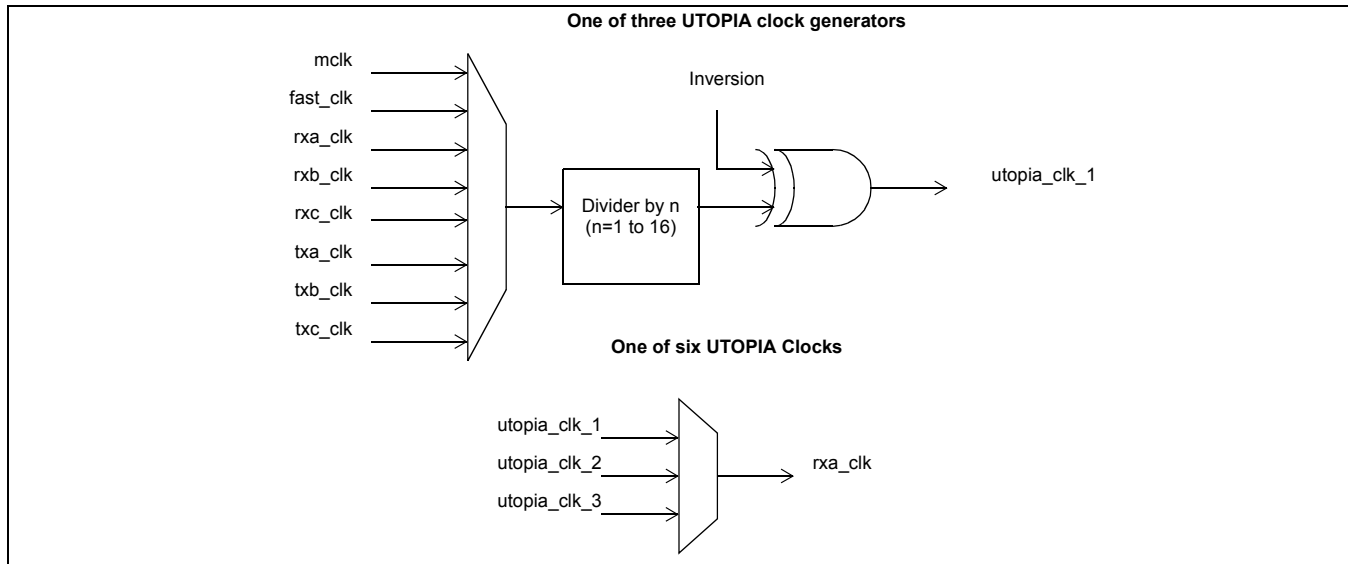 One of three UTOPIA clock generators
mclk
fast_clk
rxa_clk
rxb_clk
rxc_clk
txa_clk
txb_clk
txc_clk
Inversion
Divider by n
(n=1 to 16)
utopia_clk_1
One of six UTOPIA Clocks
utopia_clk_1
utopia_clk_2
utopia_clk_3
rxa_clk